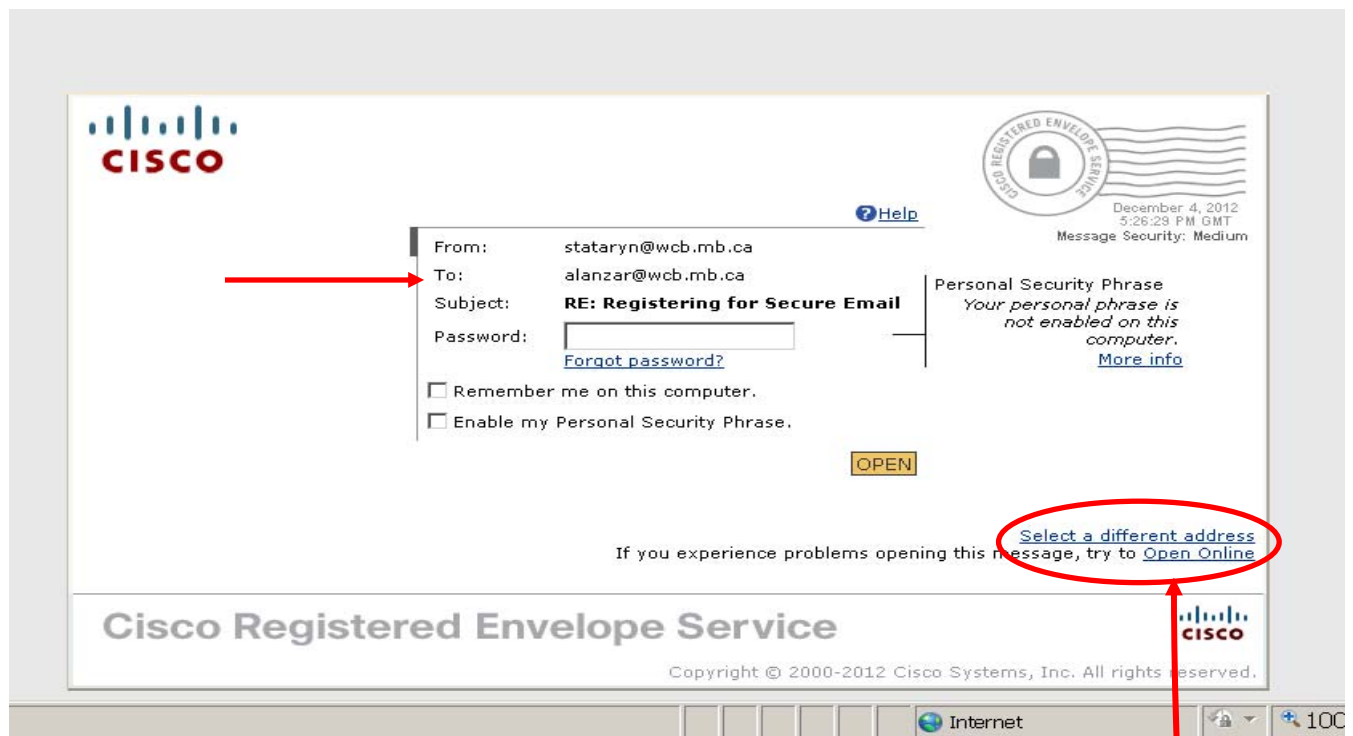 CISCO
CISCO REGISTERED ENVELOPE SERVICE
December 4, 2012
5:26:29 PM GMT
Message Security: Medium
Help
From: stataryn@wcb.mb.ca
To: alanzar@wcb.mb.ca
Subject: RE: Registering for Secure Email
Password:
Forgot password?
Personal Security Phrase
Your personal phrase is
not enabled on this
computer.
More info
Remember me on this computer.
Enable my Personal Security Phrase.
OPEN
Select a different address
If you experience problems opening this message, try to Open Online
Cisco Registered Envelope Service
CISCO
Copyright © 2000-2012 Cisco Systems, Inc. All rights reserved.
Internet
100